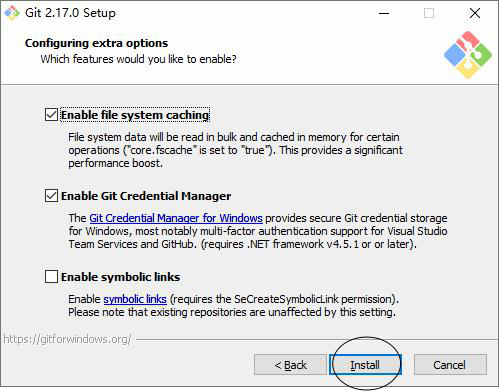 Git 2.17.0 Setup
Configuring extra options
Which features would you like to enable?
Enable file system caching
File system data will be read in bulk and cached in memory for certain
operations ("core.fscache" is set to "true"). This provides a significant
performance boost.
Enable Git Credential Manager
The Git Credential Manager for Windows provides secure Git credential storage
for Windows, most notably multi-factor authentication support for Visual Studio
Team Services and GitHub. (requires .NET framework v4.5.1 or or later).
Enable symbolic links
Enable symbolic links (requires the SeCreateSymbolicLink permission).
Please note that existing repositories are unaffected by this setting.
https://gitforwindows.org/
< Back Install Cancel